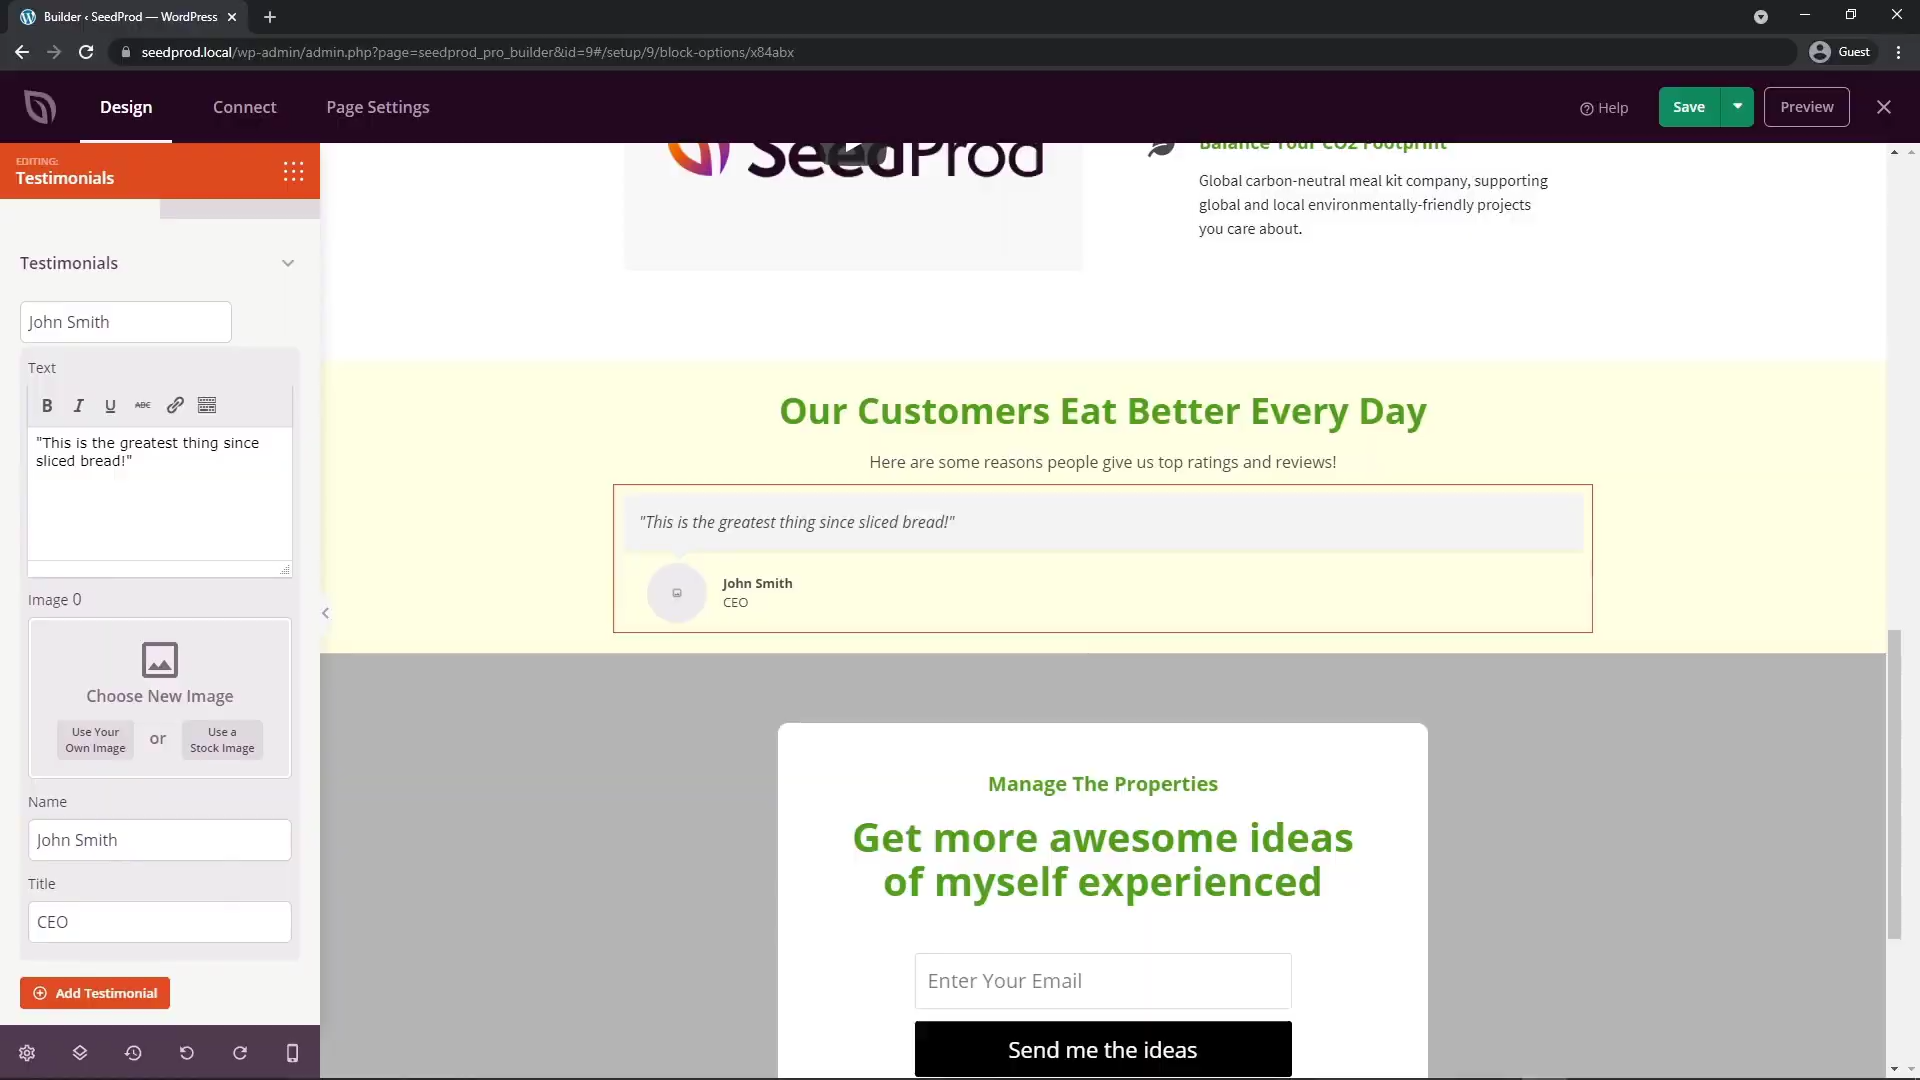 Builder ‹ SeedProd — WordPress
seedprod.local/wp-admin/admin.php?page=seedprod_pro_builder&id=9#/setup/9/block-options/x84abx
Guest
Design
Connect
Page Settings
Help
Save
Preview
EDITING:
Testimonials
Testimonials
John Smith
Text
B I U ABC
"This is the greatest thing since
sliced bread!"
Image 0
Choose New Image
Use Your
Own Image
or
Use a
Stock Image
Name
John Smith
Title
CEO
Add Testimonial
SeedProd
Balance Your CO2 Footprint
Global carbon-neutral meal kit company, supporting
global and local environmentally-friendly projects
you care about.
Our Customers Eat Better Every Day
Here are some reasons people give us top ratings and reviews!
"This is the greatest thing since sliced bread!"
John Smith
CEO
Manage The Properties
Get more awesome ideas
of myself experienced
Enter Your Email
Send me the ideas